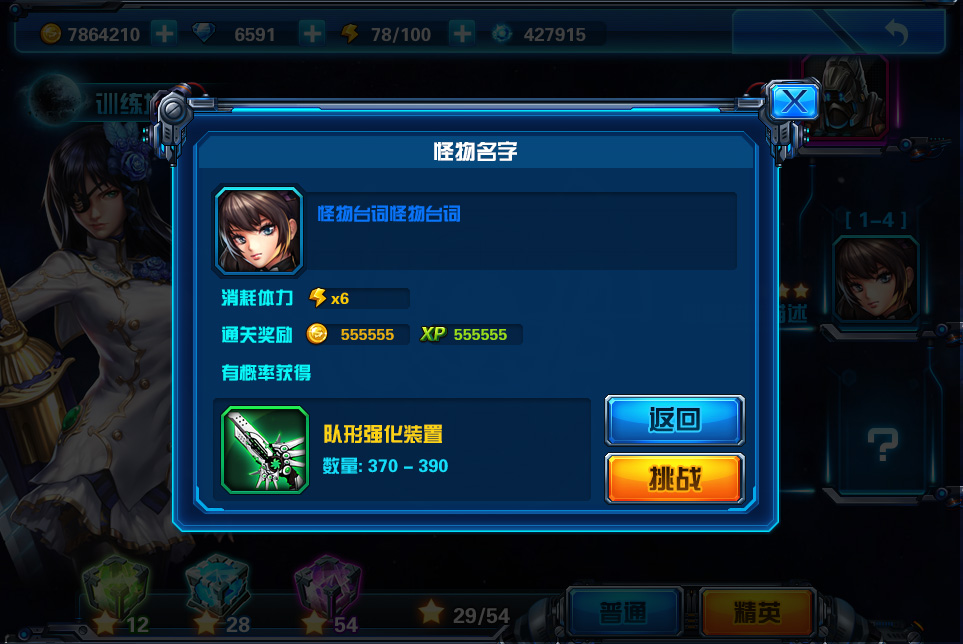 7864210 6591 78/100 427915
训练
怪物名字
怪物台词怪物台词
[ 1-4 ]
消耗体力 x6
通关奖励 555555 XP 555555
述
有概率获得
队形强化装置
数量: 370 – 390
返回
挑战
?
12 28 54 29/54 普通 精英